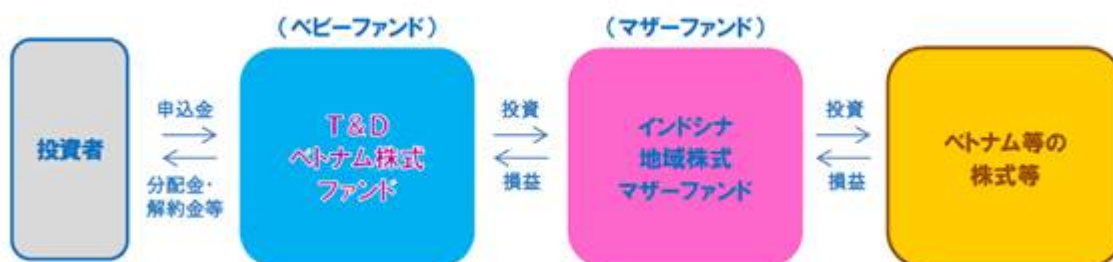 (ベビーファンド)
(マザーファンド)
投資者
申込金
分配金・
解約金等
T&D
ベトナム株式
ファンド
投資
損益
インドシナ
地域株式
マザーファンド
投資
損益
ベトナム等の
株式等